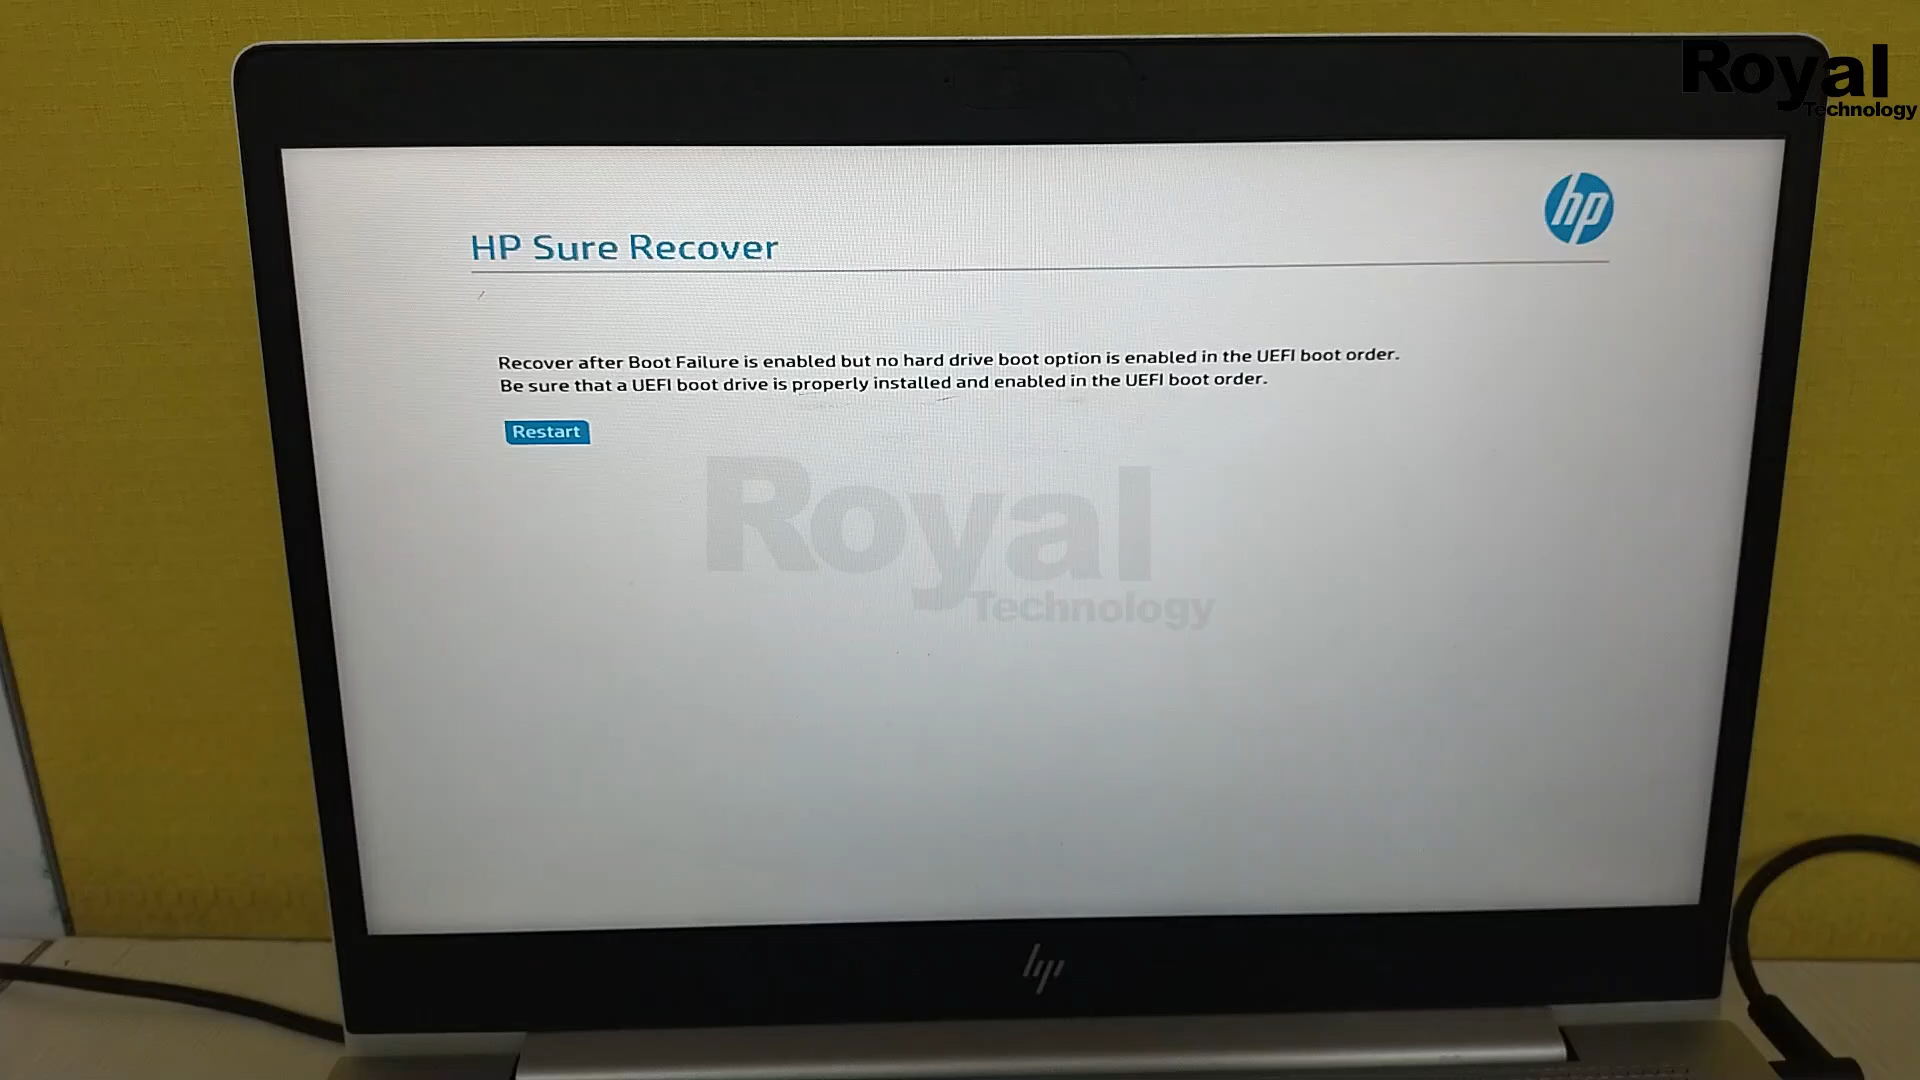 Royal
Technology
hp
HP Sure Recover
Recover after Boot Failure is enabled but no hard drive boot option is enabled in the UEFI boot order.
Be sure that a UEFI boot drive is properly installed and enabled in the UEFI boot order.
Restart
Royal
Technology
hp